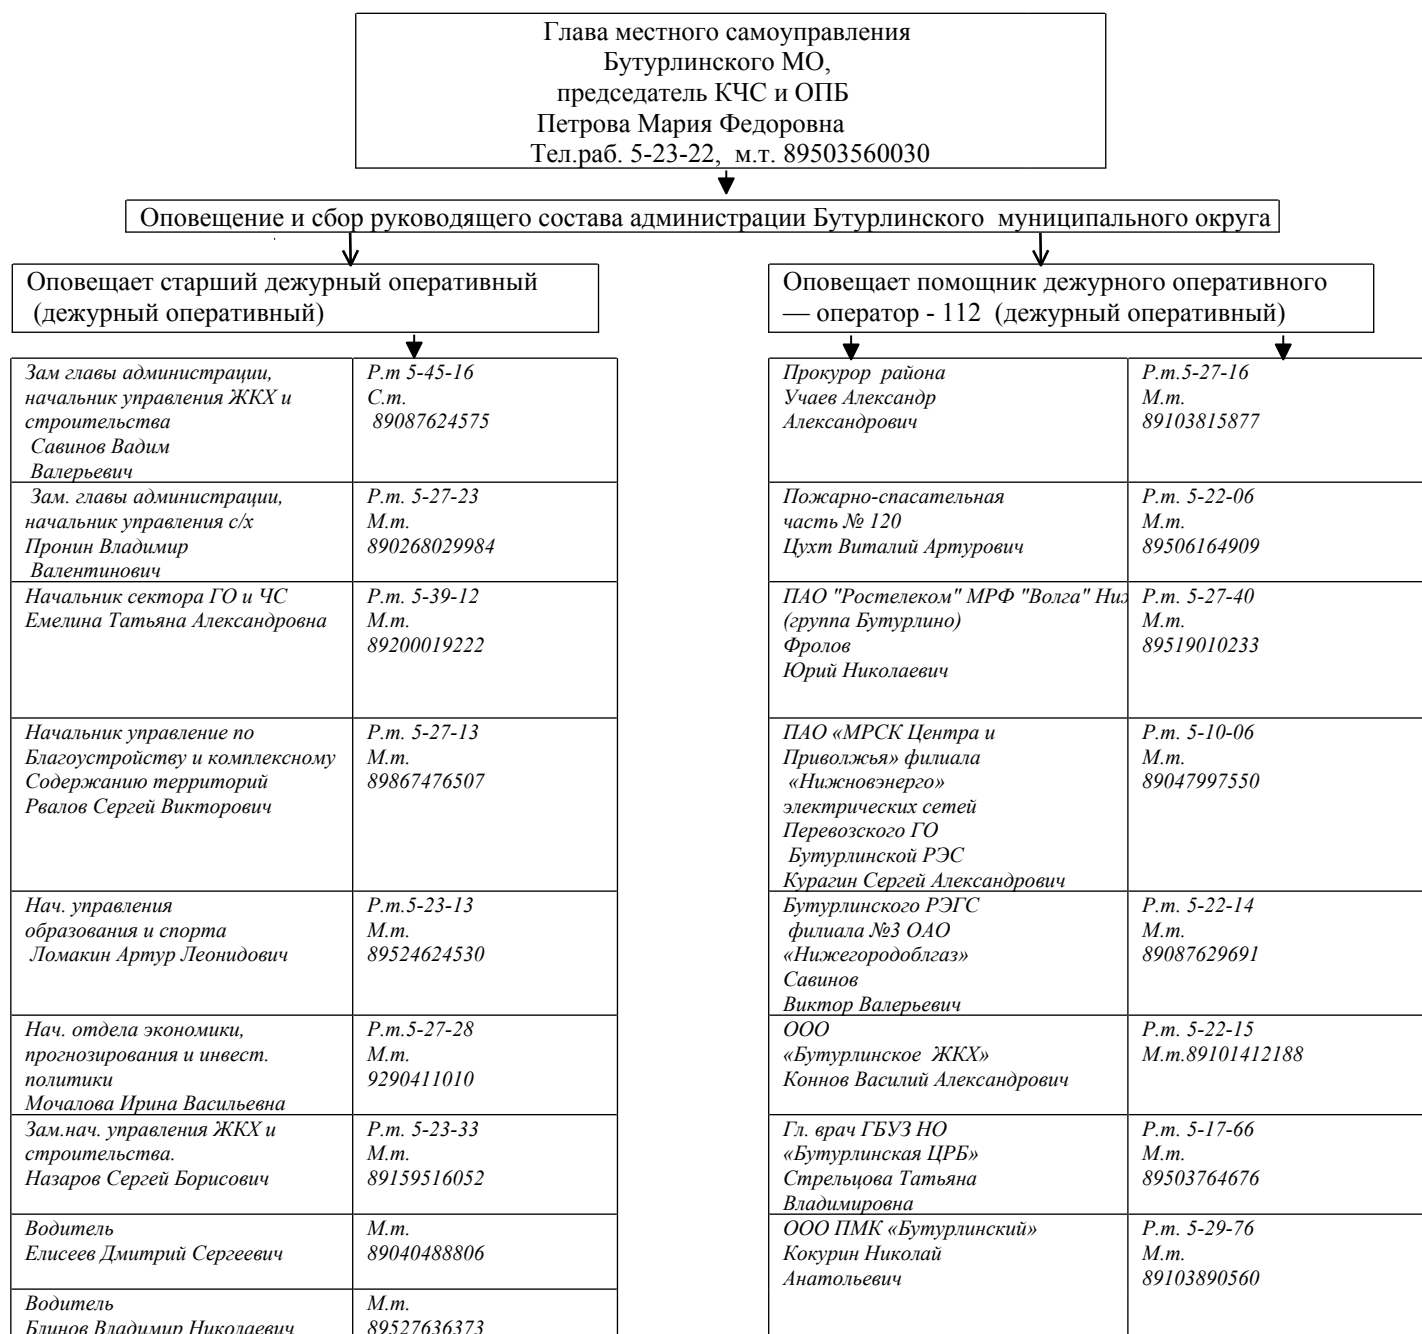 Глава местного самоуправления
Бутурлинского МО,
председатель КЧС и ОПБ
Петрова Мария Федоровна
Тел.раб. 5-23-22, м.т. 89503560030
Оповещение и сбор руководящего состава администрации Бутурлинского муниципального округа
Оповещает старший дежурный оперативный
(дежурный оперативный)
Зам главы администрации,
начальник управления ЖКХ и
строительства
Савинов Вадим
Валерьевич
Р.т 5-45-16
С.т.
89087624575
Зам. главы администрации,
начальник управления с/х
Пронин Владимир
Валентинович
Р.т. 5-27-23
М.т.
890268029984
Начальник сектора ГО и ЧС
Емелина Татьяна Александровна
Р.т. 5-39-12
М.т.
89200019222
Начальник управление по
Благоустройству и комплексному
Содержанию территорий
Рвалов Сергей Викторович
Р.т. 5-27-13
М.т.
89867476507
Нач. управления
образования и спорта
Ломакин Артур Леонидович
Р.т.5-23-13
М.т.
89524624530
Нач. отдела экономики,
прогнозирования и инвест.
политики
Мочалова Ирина Васильевна
Р.т.5-27-28
М.т.
9290411010
Зам.нач. управления ЖКХ и
строительства.
Назаров Сергей Борисович
Р.т. 5-23-33
М.т.
89159516052
Водитель
Елисеев Дмитрий Сергеевич
М.т.
89040488806
Водитель
Блинов Владимир Николаевич
М.т.
89527636373
Оповещает помощник дежурного оперативного
— оператор - 112 (дежурный оперативный)
Прокурор района
Учаев Александр
Александрович
Р.т.5-27-16
М.т.
89103815877
Пожарно-спасательная
часть № 120
Цухт Виталий Артурович
Р.т. 5-22-06
М.т.
89506164909
ПАО "Ростелеком" МРФ "Волга" Ниж
(группа Бутурлино)
Фролов
Юрий Николаевич
Р.т. 5-27-40
М.т.
89519010233
ПАО «МРСК Центра и
Приволжья» филиала
«Нижновэнерго»
электрических сетей
Перевозского ГО
Бутурлинской РЭС
Курагин Сергей Александрович
Р.т. 5-10-06
М.т.
89047997550
Бутурлинского РЭГС
филиала №3 ОАО
«Нижегородоблгаз»
Савинов
Виктор Валерьевич
Р.т. 5-22-14
М.т.
89087629691
ООО
«Бутурлинское ЖКХ»
Коннов Василий Александрович
Р.т. 5-22-15
М.т.89101412188
Гл. врач ГБУЗ НО
«Бутурлинская ЦРБ»
Стрельцова Татьяна
Владимировна
Р.т. 5-17-66
М.т.
89503764676
ООО ПМК «Бутурлинский»
Кокурин Николай
Анатольевич
Р.т. 5-29-76
М.т.
89103890560